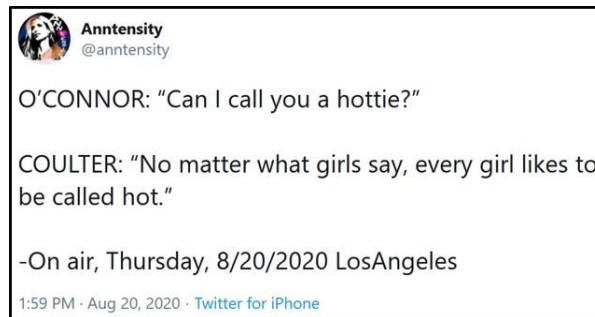 Anntensity
@anntensity
O’CONNOR: “Can I call you a hottie?”
COULTER: “No matter what girls say, every girl likes to
be called hot.”
-On air, Thursday, 8/20/2020 LosAngeles
1:59 PM · Aug 20, 2020 · Twitter for iPhone